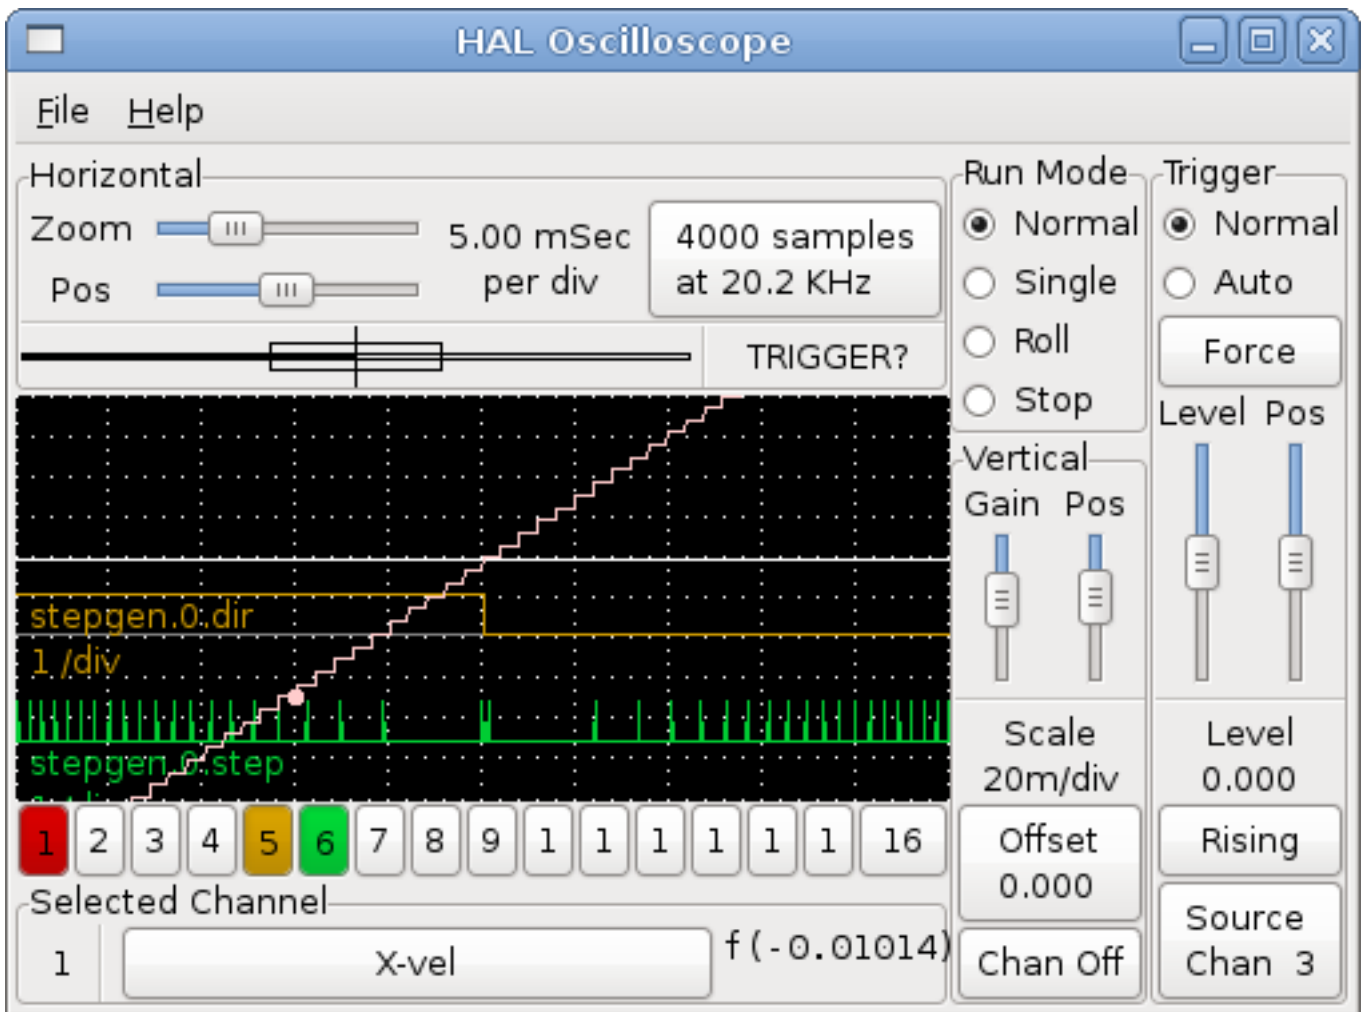 HAL Oscilloscope
File Help
Horizontal
Zoom
Pos
5.00 mSec
per div
4000 samples
at 20.2 KHz
TRIGGER?
Run Mode
Normal
Single
Roll
Stop
Trigger
Normal
Auto
Force
Level Pos
Vertical
Gain Pos
stepgen.0.dir
1 /div
stepgen.0.step
Scale
20m/div
Offset
0.000
Chan Off
Level
0.000
Rising
Source
Chan 3
1 2 3 4 5 6 7 8 9 1 1 1 1 1 1 16
Selected Channel
1
X-vel
f(-0.01014)